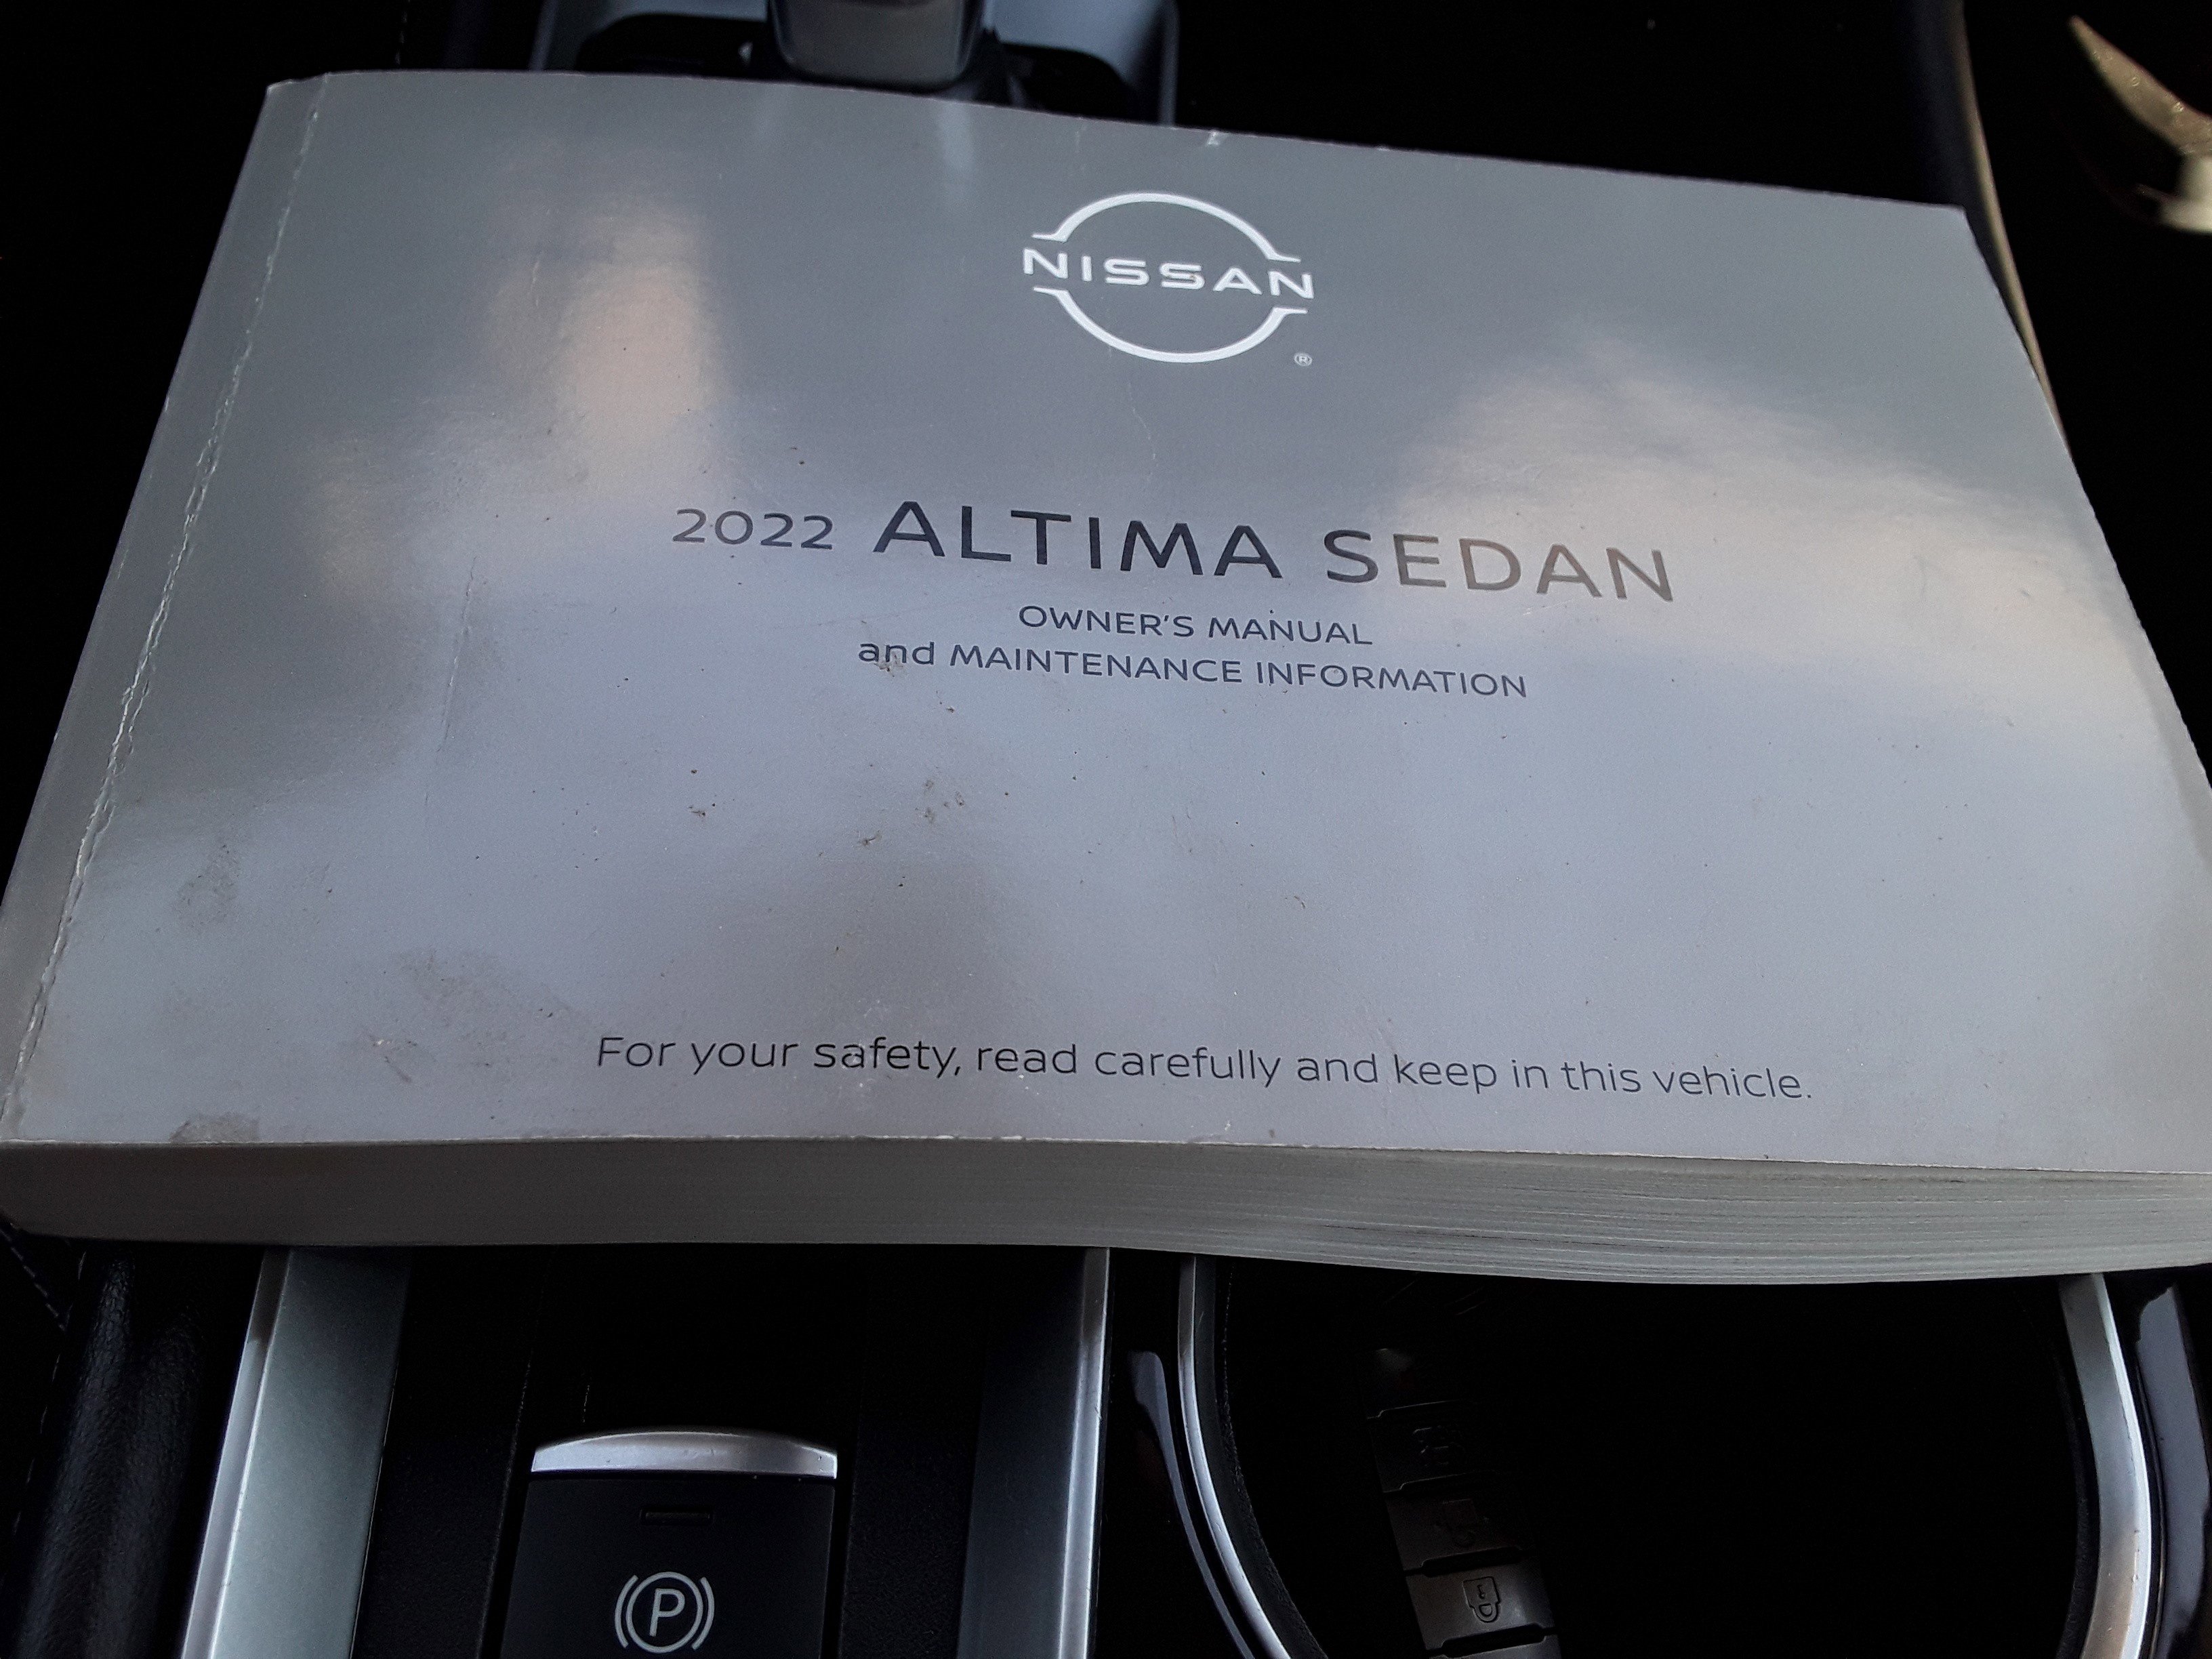 NISSAN
®
2022 ALTIMA SEDAN
OWNER'S MANUAL
and MAINTENANCE INFORMATION
For your safety, read carefully and keep in this vehicle.
P